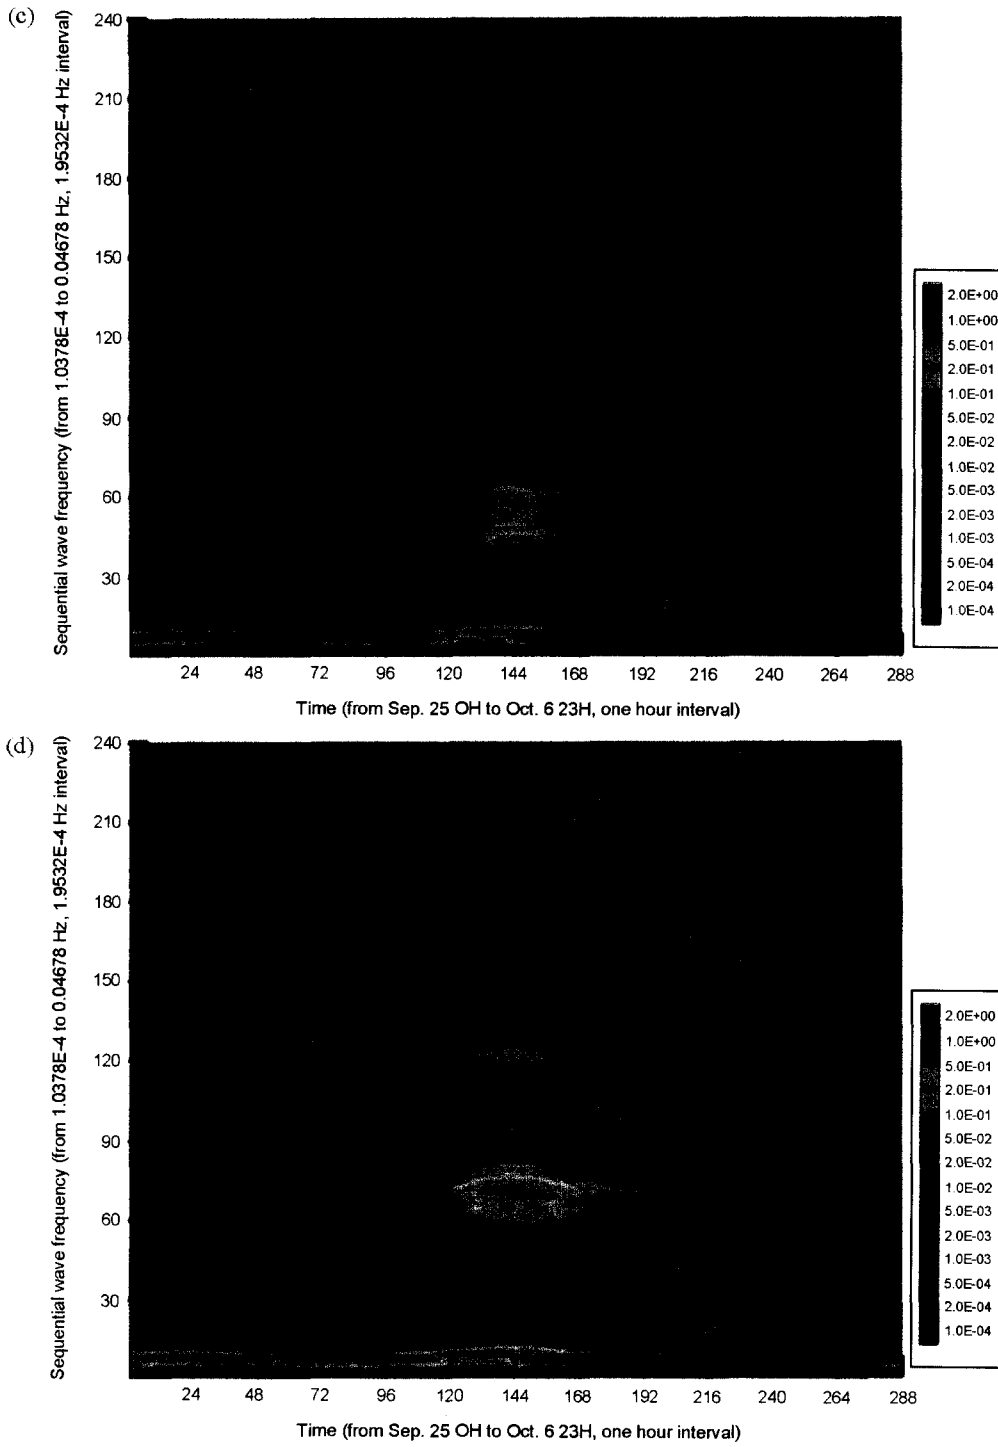 (c)
Sequential wave frequency (from 1.0378E-4 to 0.04678 Hz, 1.9532E-4 Hz interval)
240
210
180
150
120
90
60
30
24 48 72 96 120 144 168 192 216 240 264 288
Time (from Sep. 25 OH to Oct. 6 23H, one hour interval)
2.0E+00
1.0E+00
5.0E-01
2.0E-01
1.0E-01
5.0E-02
2.0E-02
1.0E-02
5.0E-03
2.0E-03
1.0E-03
5.0E-04
2.0E-04
1.0E-04
(d)
Sequential wave frequency (from 1.0378E-4 to 0.04678 Hz, 1.9532E-4 Hz interval)
240
210
180
150
120
90
60
30
24 48 72 96 120 144 168 192 216 240 264 288
Time (from Sep. 25 OH to Oct. 6 23H, one hour interval)
2.0E+00
1.0E+00
5.0E-01
2.0E-01
1.0E-01
5.0E-02
2.0E-02
1.0E-02
5.0E-03
2.0E-03
1.0E-03
5.0E-04
2.0E-04
1.0E-04